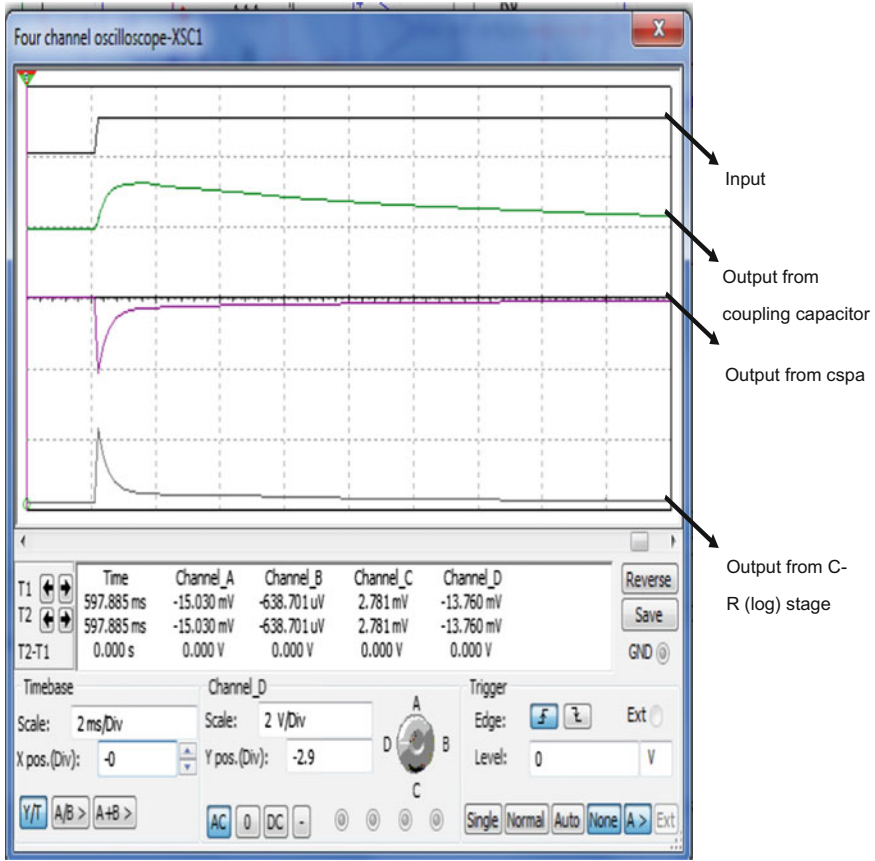 Four channel oscilloscope-XSC1
X
Input
Output from
coupling capacitor
Output from cspa
Output from C-
R (log) stage
Time Channel_A Channel_B Channel_C Channel_D
T1 597.885 ms -15.030 mV -638.701 uV 2.781 mV -13.760 mV
T2 597.885 ms -15.030 mV -638.701 uV 2.781 mV -13.760 mV
T2-T1 0.000 s 0.000 V 0.000 V 0.000 V 0.000 V
Reverse
Save
GND
Timebase
Scale: 2 ms/Div
X pos.(Div): -0
Y/T A/B > A+B >
Channel_D
Scale: 2 V/Div
Y pos.(Div): -2.9
AC 0 DC -
A
D B
C
Trigger
Edge: Ext
Level: 0 V
Single Normal Auto None A > Ext